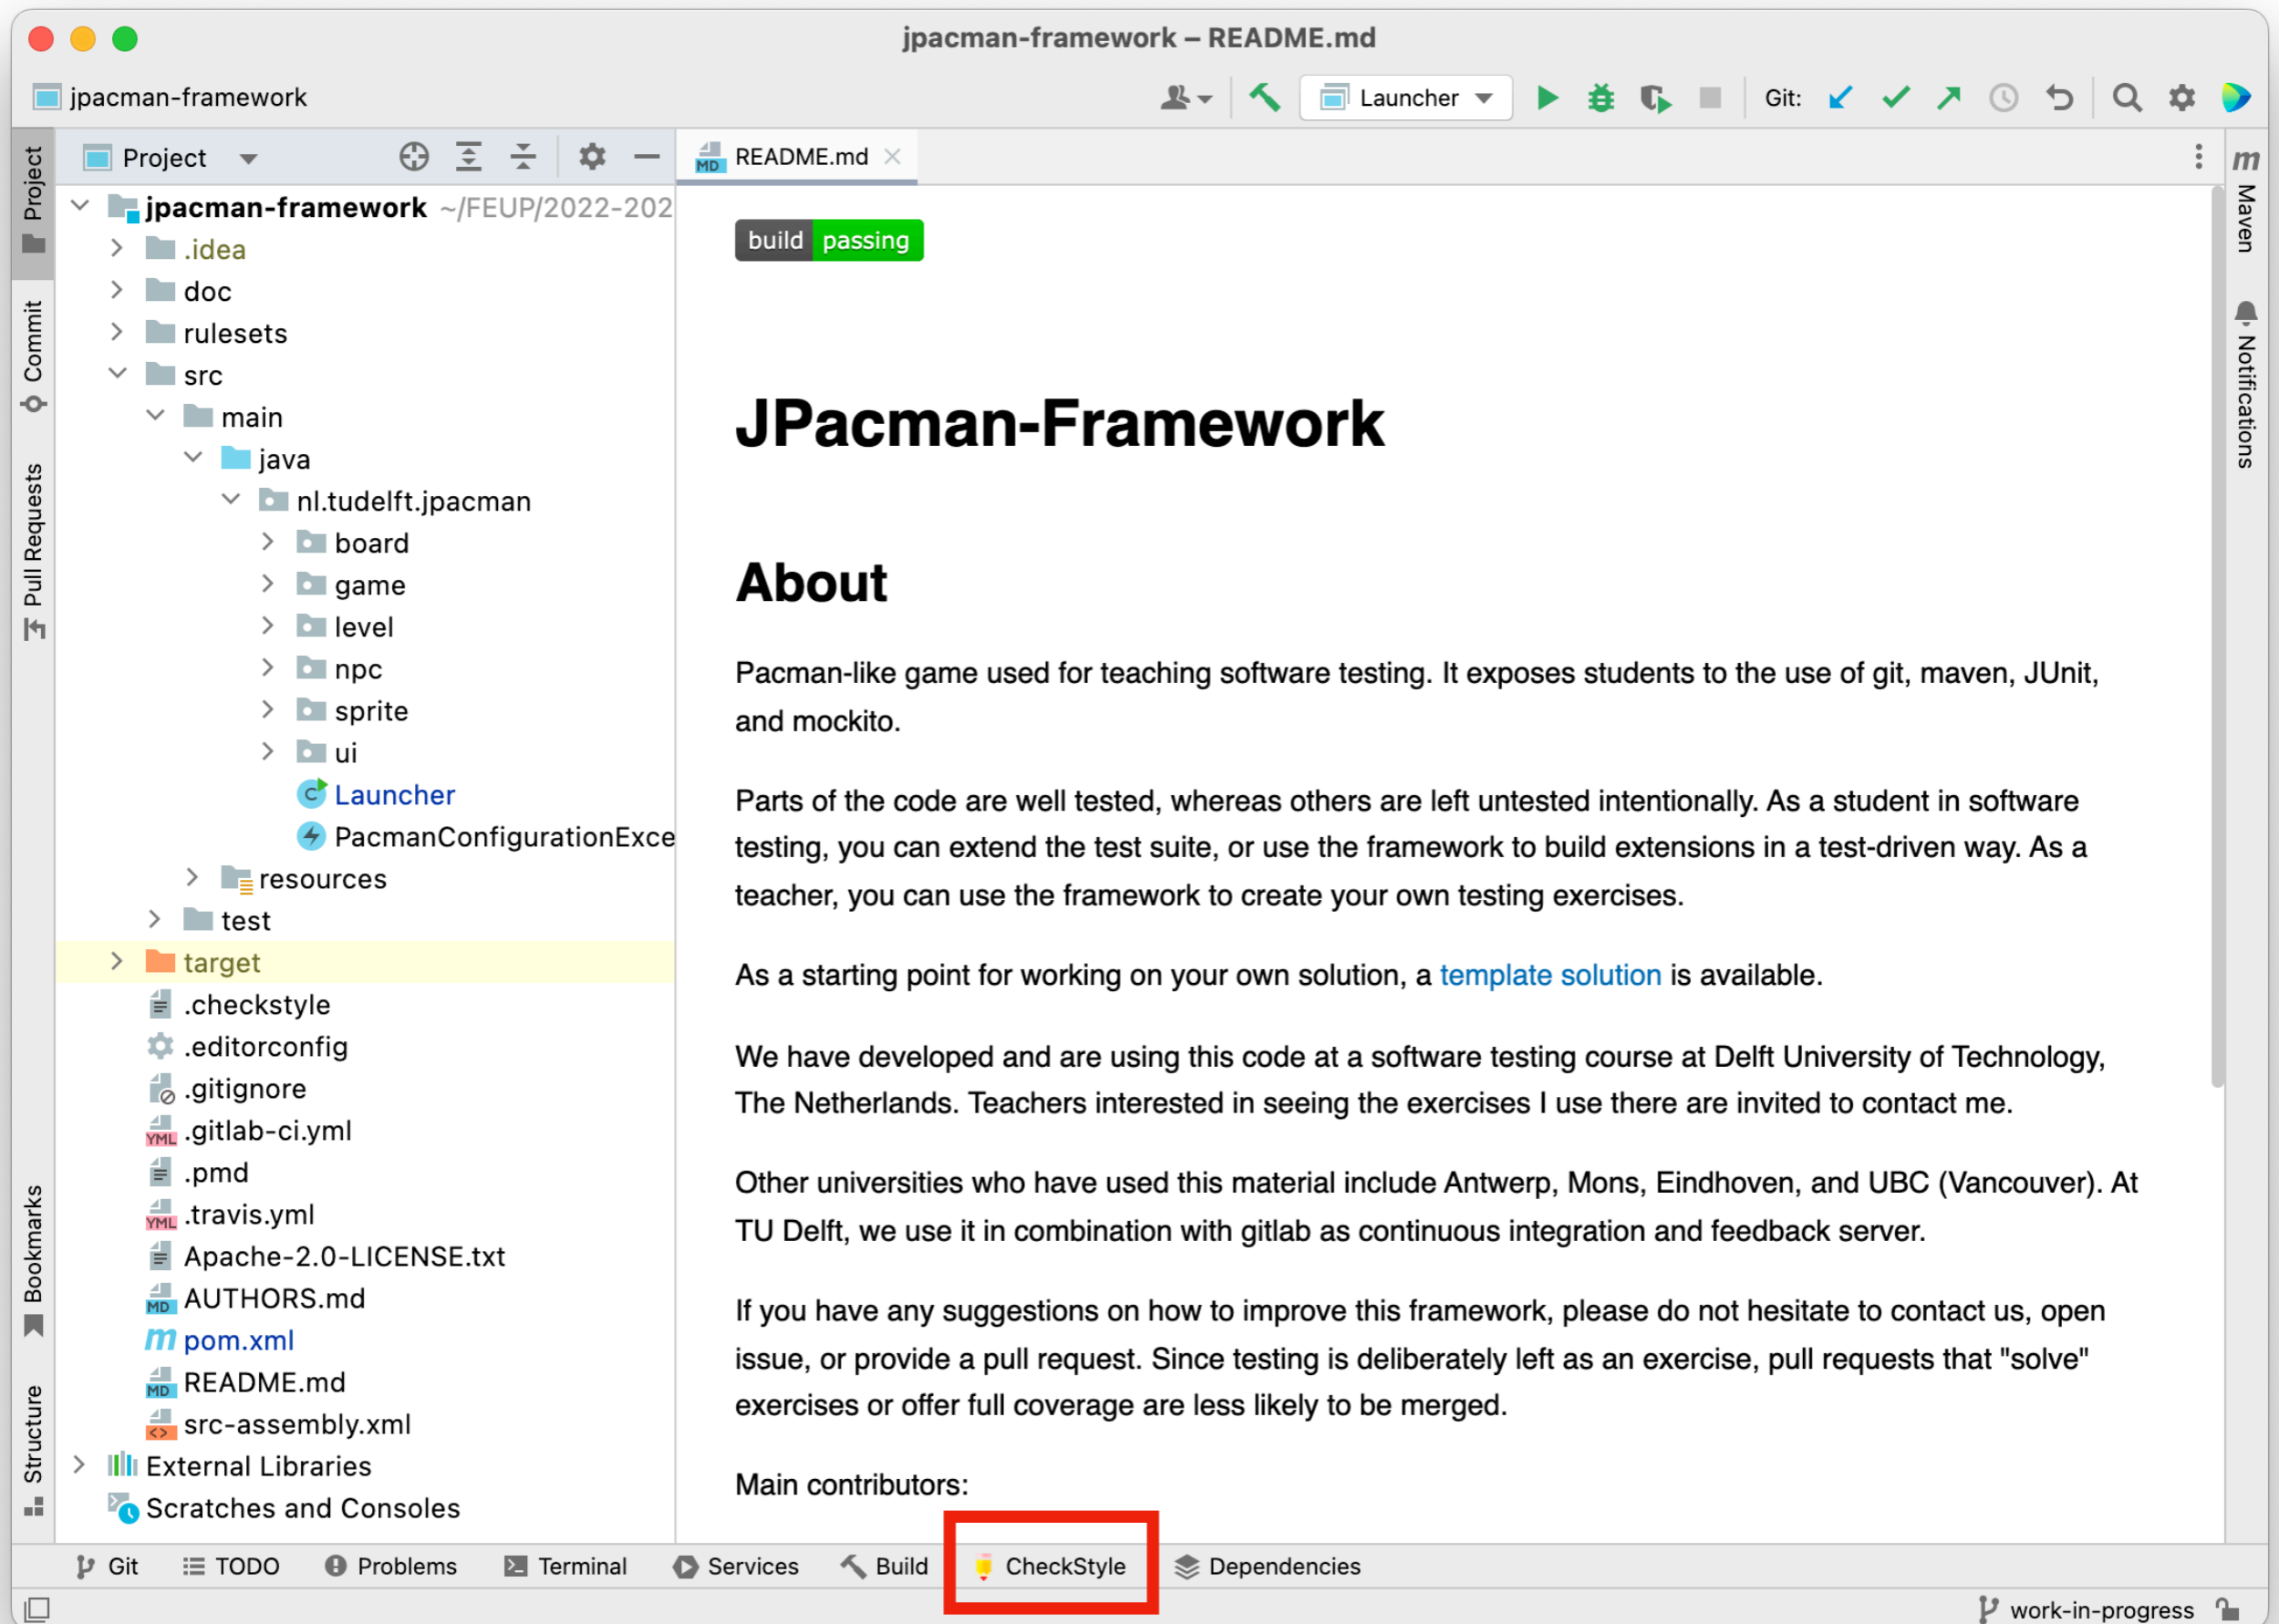 jpacman-framework – README.md
jpacman-framework
Launcher
Git:
Project
Commit
Pull Requests
Bookmarks
Structure
Project
jpacman-framework ~/FEUP/2022-202
.idea
doc
rulesets
src
main
java
nl.tudelft.jpacman
board
game
level
npc
sprite
ui
C Launcher
PacmanConfigurationExce
resources
test
target
.checkstyle
.editorconfig
.gitignore
YML .gitlab-ci.yml
.pmd
YML .travis.yml
Apache-2.0-LICENSE.txt
MD AUTHORS.md
m pom.xml
MD README.md
<> src-assembly.xml
External Libraries
Scratches and Consoles
MD README.md
build passing
JPacman-Framework
About
Pacman-like game used for teaching software testing. It exposes students to the use of git, maven, JUnit,
and mockito.
Parts of the code are well tested, whereas others are left untested intentionally. As a student in software
testing, you can extend the test suite, or use the framework to build extensions in a test-driven way. As a
teacher, you can use the framework to create your own testing exercises.
As a starting point for working on your own solution, a template solution is available.
We have developed and are using this code at a software testing course at Delft University of Technology,
The Netherlands. Teachers interested in seeing the exercises I use there are invited to contact me.
Other universities who have used this material include Antwerp, Mons, Eindhoven, and UBC (Vancouver). At
TU Delft, we use it in combination with gitlab as continuous integration and feedback server.
If you have any suggestions on how to improve this framework, please do not hesitate to contact us, open
issue, or provide a pull request. Since testing is deliberately left as an exercise, pull requests that "solve"
exercises or offer full coverage are less likely to be merged.
Main contributors:
m Maven
Notifications
Git
TODO
Problems
Terminal
Services
Build
CheckStyle
Dependencies
work-in-progress